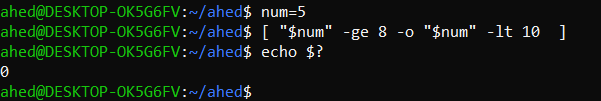 ahed@DESKTOP-OK5G6FV:~/ahed$ num=5
ahed@DESKTOP-OK5G6FV:~/ahed$ [ "$num" -ge 8 -o "$num" -lt 10  ]
ahed@DESKTOP-OK5G6FV:~/ahed$ echo $?
0
ahed@DESKTOP-OK5G6FV:~/ahed$